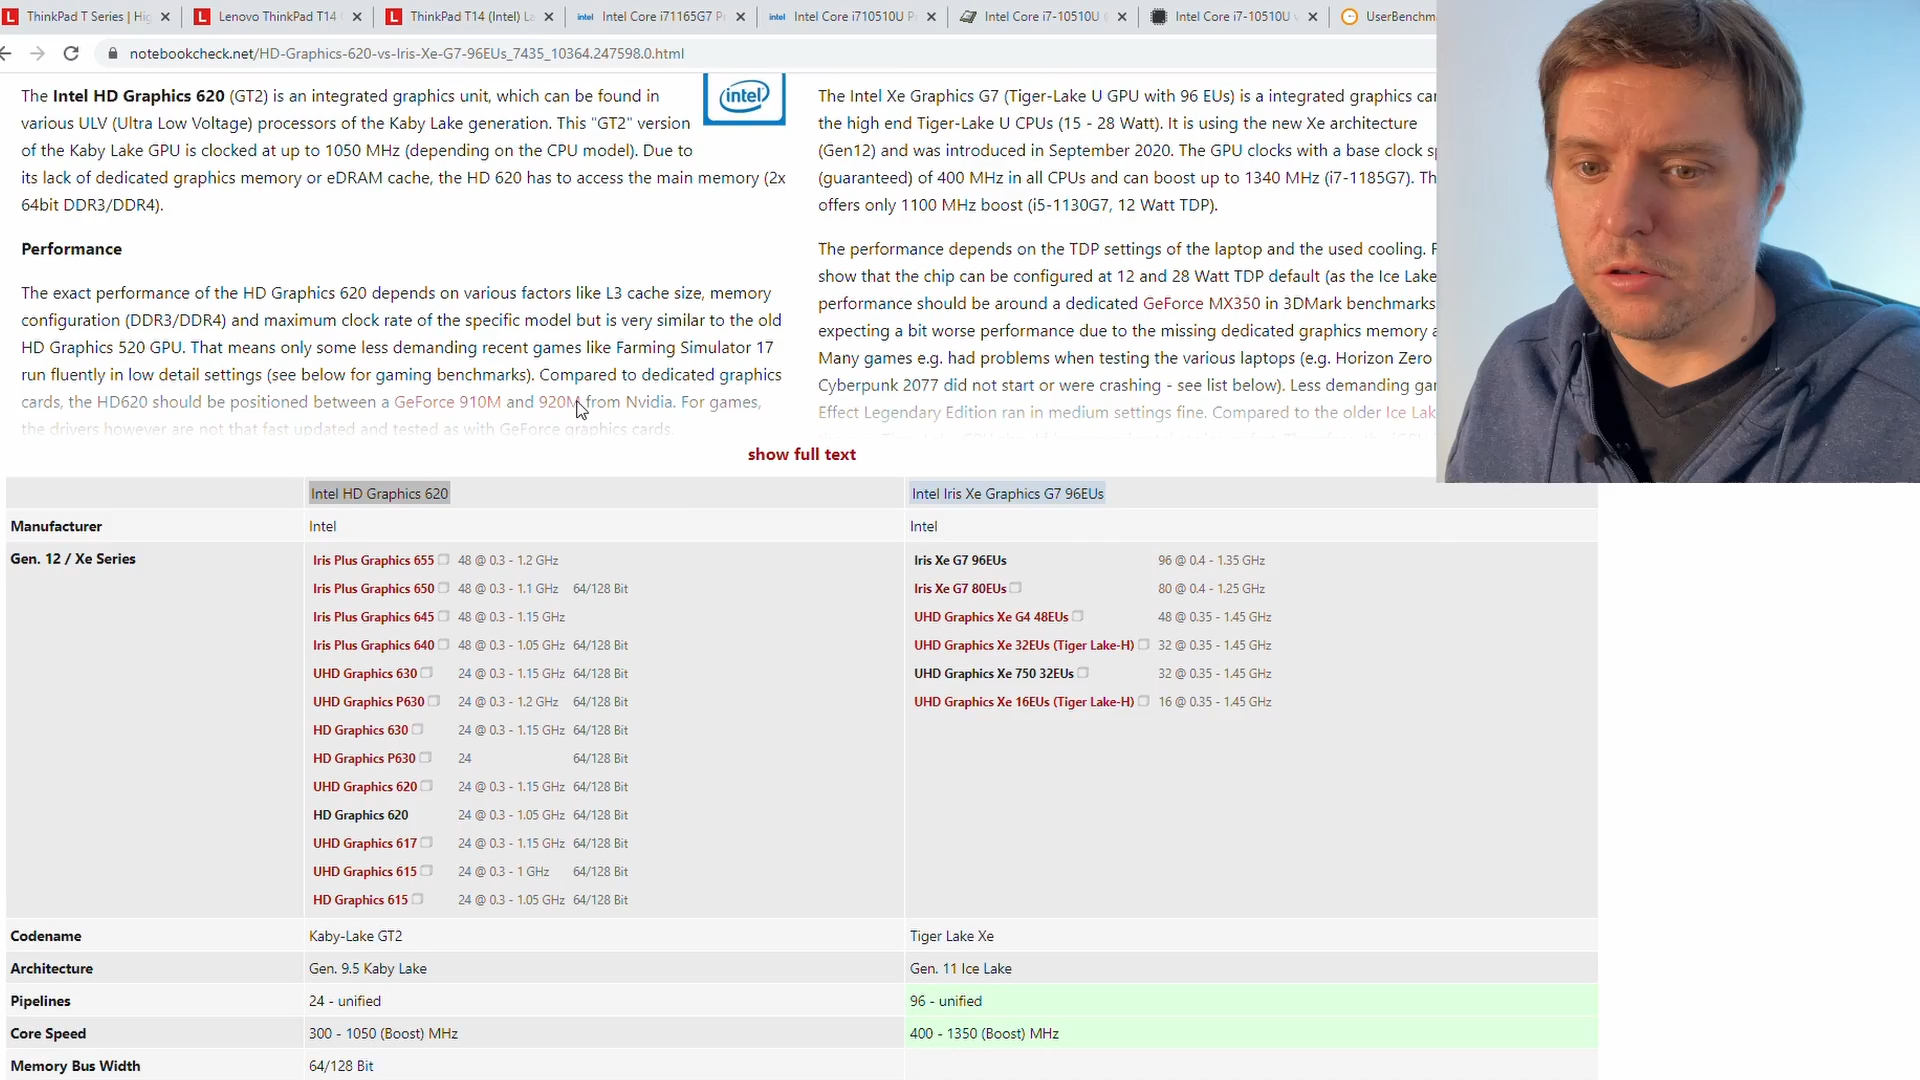 ThinkPad T Series | Hi
Lenovo ThinkPad T14
ThinkPad T14 (Intel) La
intel Intel Core i71165G7 P
intel Intel Core i710510U P
Intel Core i7-10510U
Intel Core i7-10510U v
UserBenchm
notebookcheck.net/HD-Graphics-620-vs-Iris-Xe-G7-96EUs_7435_10364.247598.0.html
The Intel HD Graphics 620 (GT2) is an integrated graphics unit, which can be found in
various ULV (Ultra Low Voltage) processors of the Kaby Lake generation. This "GT2" version
of the Kaby Lake GPU is clocked at up to 1050 MHz (depending on the CPU model). Due to
its lack of dedicated graphics memory or eDRAM cache, the HD 620 has to access the main memory (2x
64bit DDR3/DDR4).
intel
Performance
The exact performance of the HD Graphics 620 depends on various factors like L3 cache size, memory
configuration (DDR3/DDR4) and maximum clock rate of the specific model but is very similar to the old
HD Graphics 520 GPU. That means only some less demanding recent games like Farming Simulator 17
run fluently in low detail settings (see below for gaming benchmarks). Compared to dedicated graphics
cards, the HD620 should be positioned between a GeForce 910M and 920M from Nvidia. For games,
the drivers however are not that fast updated and tested as with GeForce graphics cards.
The Intel Xe Graphics G7 (Tiger-Lake U GPU with 96 EUs) is a integrated graphics car
the high end Tiger-Lake U CPUs (15 - 28 Watt). It is using the new Xe architecture
(Gen12) and was introduced in September 2020. The GPU clocks with a base clock sp
(guaranteed) of 400 MHz in all CPUs and can boost up to 1340 MHz (i7-1185G7). Th
offers only 1100 MHz boost (i5-1130G7, 12 Watt TDP).
The performance depends on the TDP settings of the laptop and the used cooling. F
show that the chip can be configured at 12 and 28 Watt TDP default (as the Ice Lake
performance should be around a dedicated GeForce MX350 in 3DMark benchmarks
expecting a bit worse performance due to the missing dedicated graphics memory a
Many games e.g. had problems when testing the various laptops (e.g. Horizon Zero
Cyberpunk 2077 did not start or were crashing - see list below). Less demanding gam
Effect Legendary Edition ran in medium settings fine. Compared to the older Ice Lak
show full text
Intel HD Graphics 620 Intel Iris Xe Graphics G7 96EUs
Manufacturer Intel Intel
Gen. 12 / Xe Series
Iris Plus Graphics 655 48 @ 0.3 - 1.2 GHz
Iris Plus Graphics 650 48 @ 0.3 - 1.1 GHz 64/128 Bit
Iris Plus Graphics 645 48 @ 0.3 - 1.15 GHz
Iris Plus Graphics 640 48 @ 0.3 - 1.05 GHz 64/128 Bit
UHD Graphics 630 24 @ 0.3 - 1.15 GHz 64/128 Bit
UHD Graphics P630 24 @ 0.3 - 1.2 GHz 64/128 Bit
HD Graphics 630 24 @ 0.3 - 1.15 GHz 64/128 Bit
HD Graphics P630 24 64/128 Bit
UHD Graphics 620 24 @ 0.3 - 1.15 GHz 64/128 Bit
HD Graphics 620 24 @ 0.3 - 1.05 GHz 64/128 Bit
UHD Graphics 617 24 @ 0.3 - 1.15 GHz 64/128 Bit
UHD Graphics 615 24 @ 0.3 - 1 GHz 64/128 Bit
HD Graphics 615 24 @ 0.3 - 1.05 GHz 64/128 Bit
Iris Xe G7 96EUs 96 @ 0.4 - 1.35 GHz
Iris Xe G7 80EUs 80 @ 0.4 - 1.25 GHz
UHD Graphics Xe G4 48EUs 48 @ 0.35 - 1.45 GHz
UHD Graphics Xe 32EUs (Tiger Lake-H) 32 @ 0.35 - 1.45 GHz
UHD Graphics Xe 750 32EUs 32 @ 0.35 - 1.45 GHz
UHD Graphics Xe 16EUs (Tiger Lake-H) 16 @ 0.35 - 1.45 GHz
Codename Kaby-Lake GT2 Tiger Lake Xe
Architecture Gen. 9.5 Kaby Lake Gen. 11 Ice Lake
Pipelines 24 - unified 96 - unified
Core Speed 300 - 1050 (Boost) MHz 400 - 1350 (Boost) MHz
Memory Bus Width 64/128 Bit